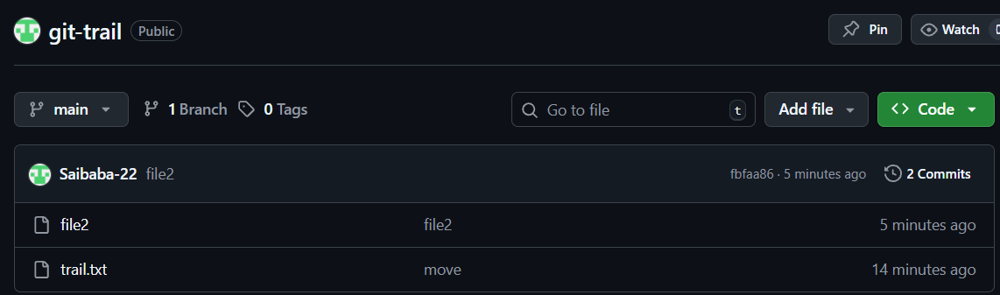 git-trail Public Pin Watch
main 1 Branch 0 Tags Go to file t Add file Code
Saibaba-22 file2 fbfaa86 · 5 minutes ago 2 Commits
file2 file2 5 minutes ago
trail.txt move 14 minutes ago